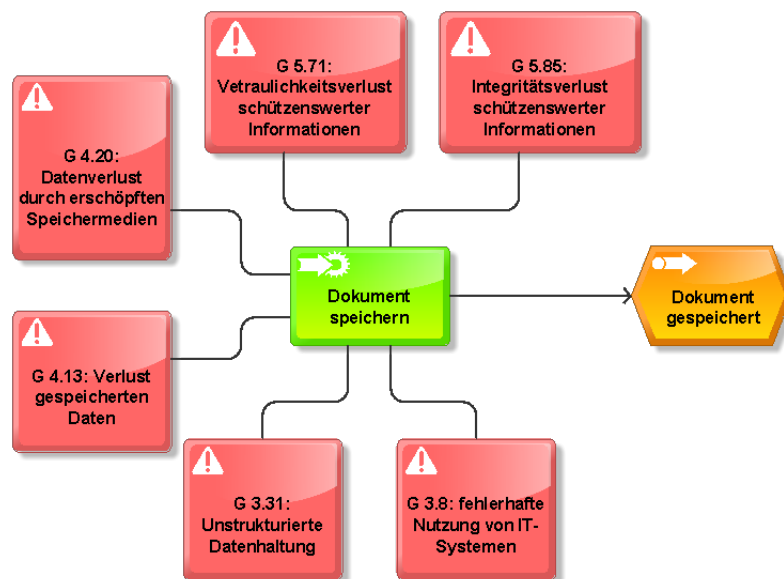 G 5.71:
Vetraulichkeitsverlust
schützenswerter
Informationen
G 5.85:
Integritätsverlust
schützenswerter
Informationen
G 4.20:
Datenverlust
durch erschöpften
Speichermedien
Dokument
speichern
Dokument
gespeichert
G 4.13: Verlust
gespeicherten
Daten
G 3.31:
Unstrukturierte
Datenhaltung
G 3.8: fehlerhafte
Nutzung von IT-
Systemen